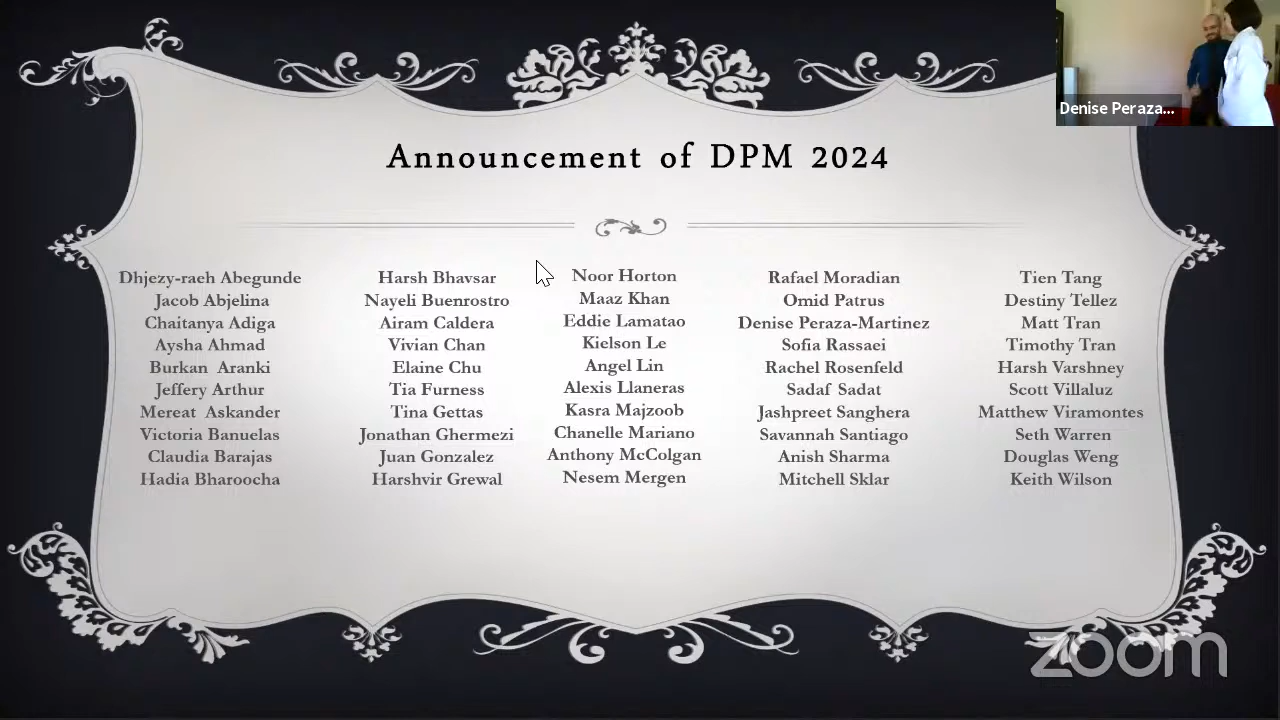 Denise Peraza...
Announcement of DPM 2024
Dhjezy-raeh Abegunde
Jacob Abjelina
Chaitanya Adiga
Aysha Ahmad
Burkan Aranki
Jeffery Arthur
Mereat Askander
Victoria Banuelas
Claudia Barajas
Hadia Bharoocha
Harsh Bhavsar
Nayeli Buenrostro
Airam Caldera
Vivian Chan
Elaine Chu
Tia Furness
Tina Gettas
Jonathan Ghermezi
Juan Gonzalez
Harshvir Grewal
Noor Horton
Maaz Khan
Eddie Lamatao
Kielson Le
Angel Lin
Alexis Llaneras
Kasra Majzoob
Chanelle Mariano
Anthony McColgan
Nesem Mergen
Rafael Moradian
Omid Patrus
Denise Peraza-Martinez
Sofia Rassaei
Rachel Rosenfeld
Sadaf Sadat
Jashpreet Sanghera
Savannah Santiago
Anish Sharma
Mitchell Sklar
Tien Tang
Destiny Tellez
Matt Tran
Timothy Tran
Harsh Varshney
Scott Villaluz
Matthew Viramontes
Seth Warren
Douglas Weng
Keith Wilson
zoom